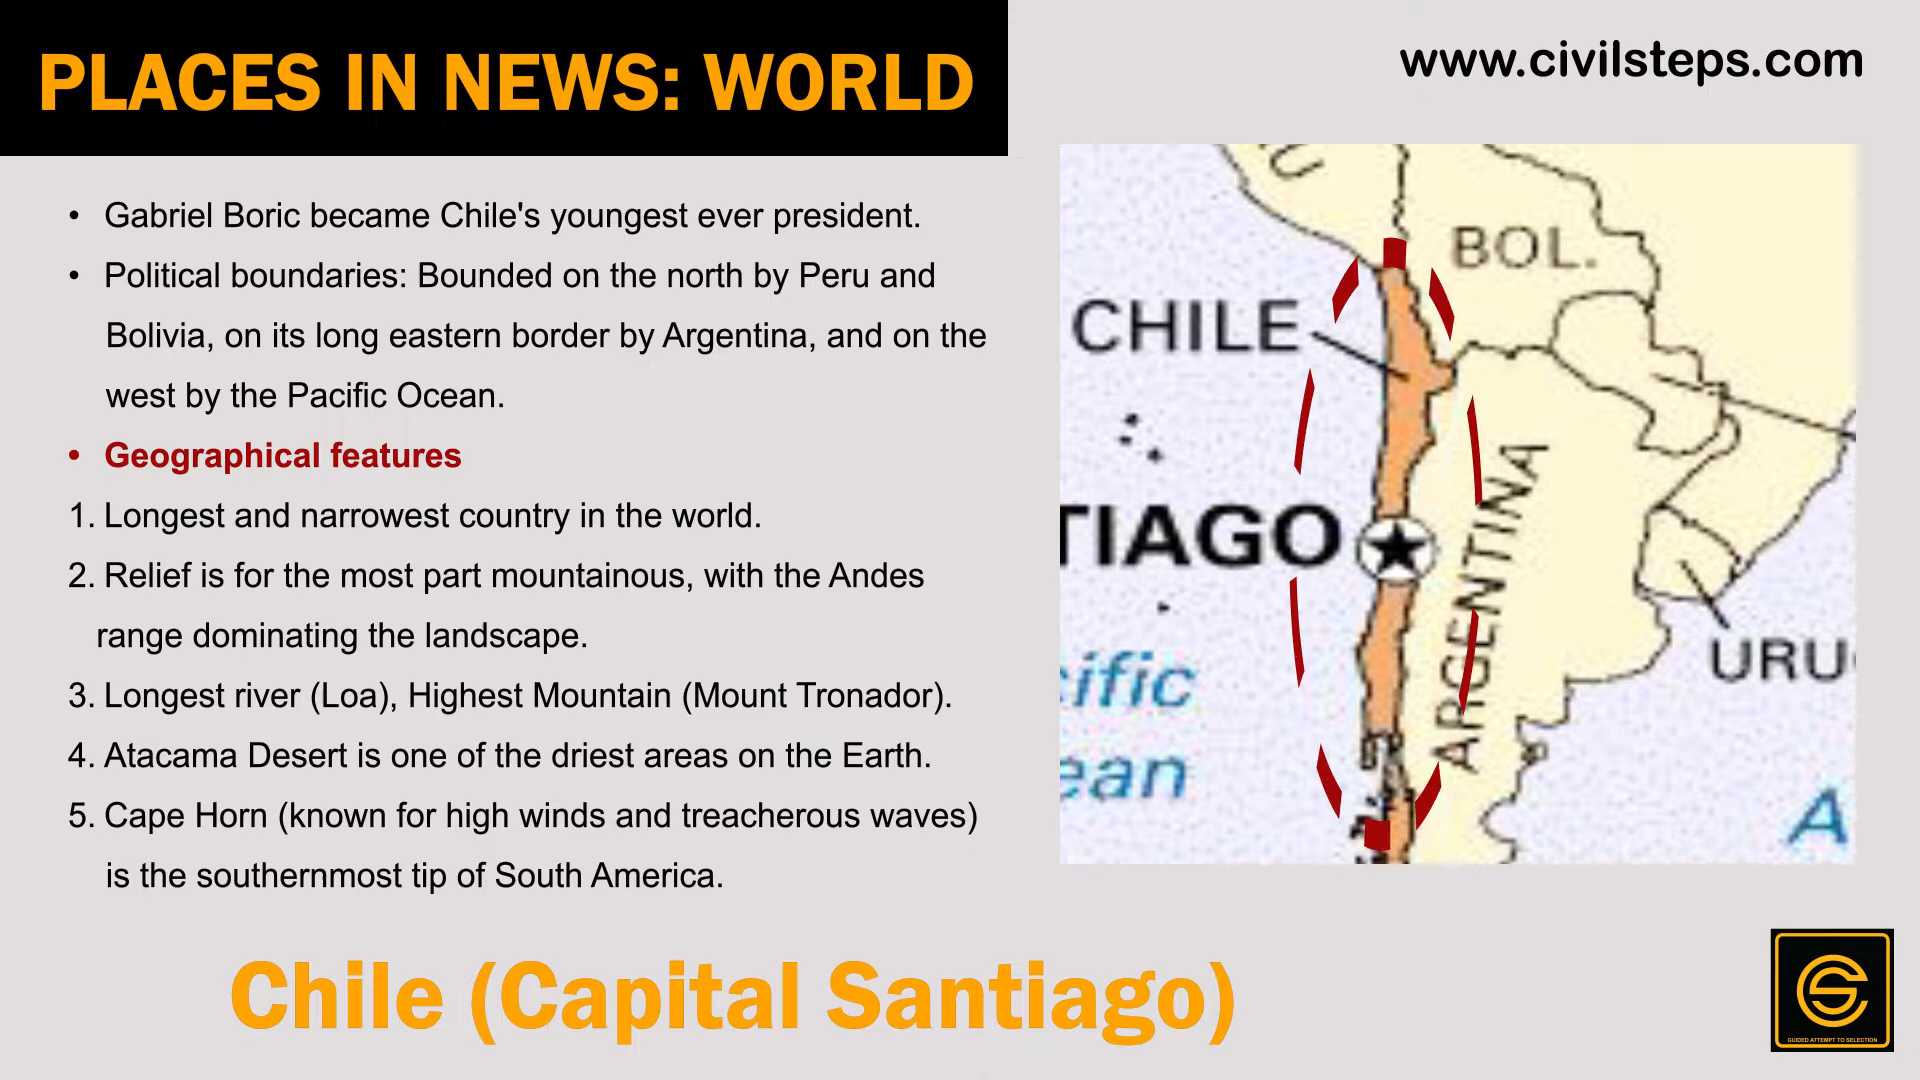 PLACES IN NEWS: WORLD
www.civilsteps.com
• Gabriel Boric became Chile's youngest ever president.
• Political boundaries: Bounded on the north by Peru and
Bolivia, on its long eastern border by Argentina, and on the
west by the Pacific Ocean.
• Geographical features
1. Longest and narrowest country in the world.
2. Relief is for the most part mountainous, with the Andes
range dominating the landscape.
3. Longest river (Loa), Highest Mountain (Mount Tronador).
4. Atacama Desert is one of the driest areas on the Earth.
5. Cape Horn (known for high winds and treacherous waves)
is the southernmost tip of South America.
BOL.
CHILE
TIAGO
ARGENTINA
URU
ific
ean
A
Chile (Capital Santiago)
GUIDED ATTEMPT TO SELECTION